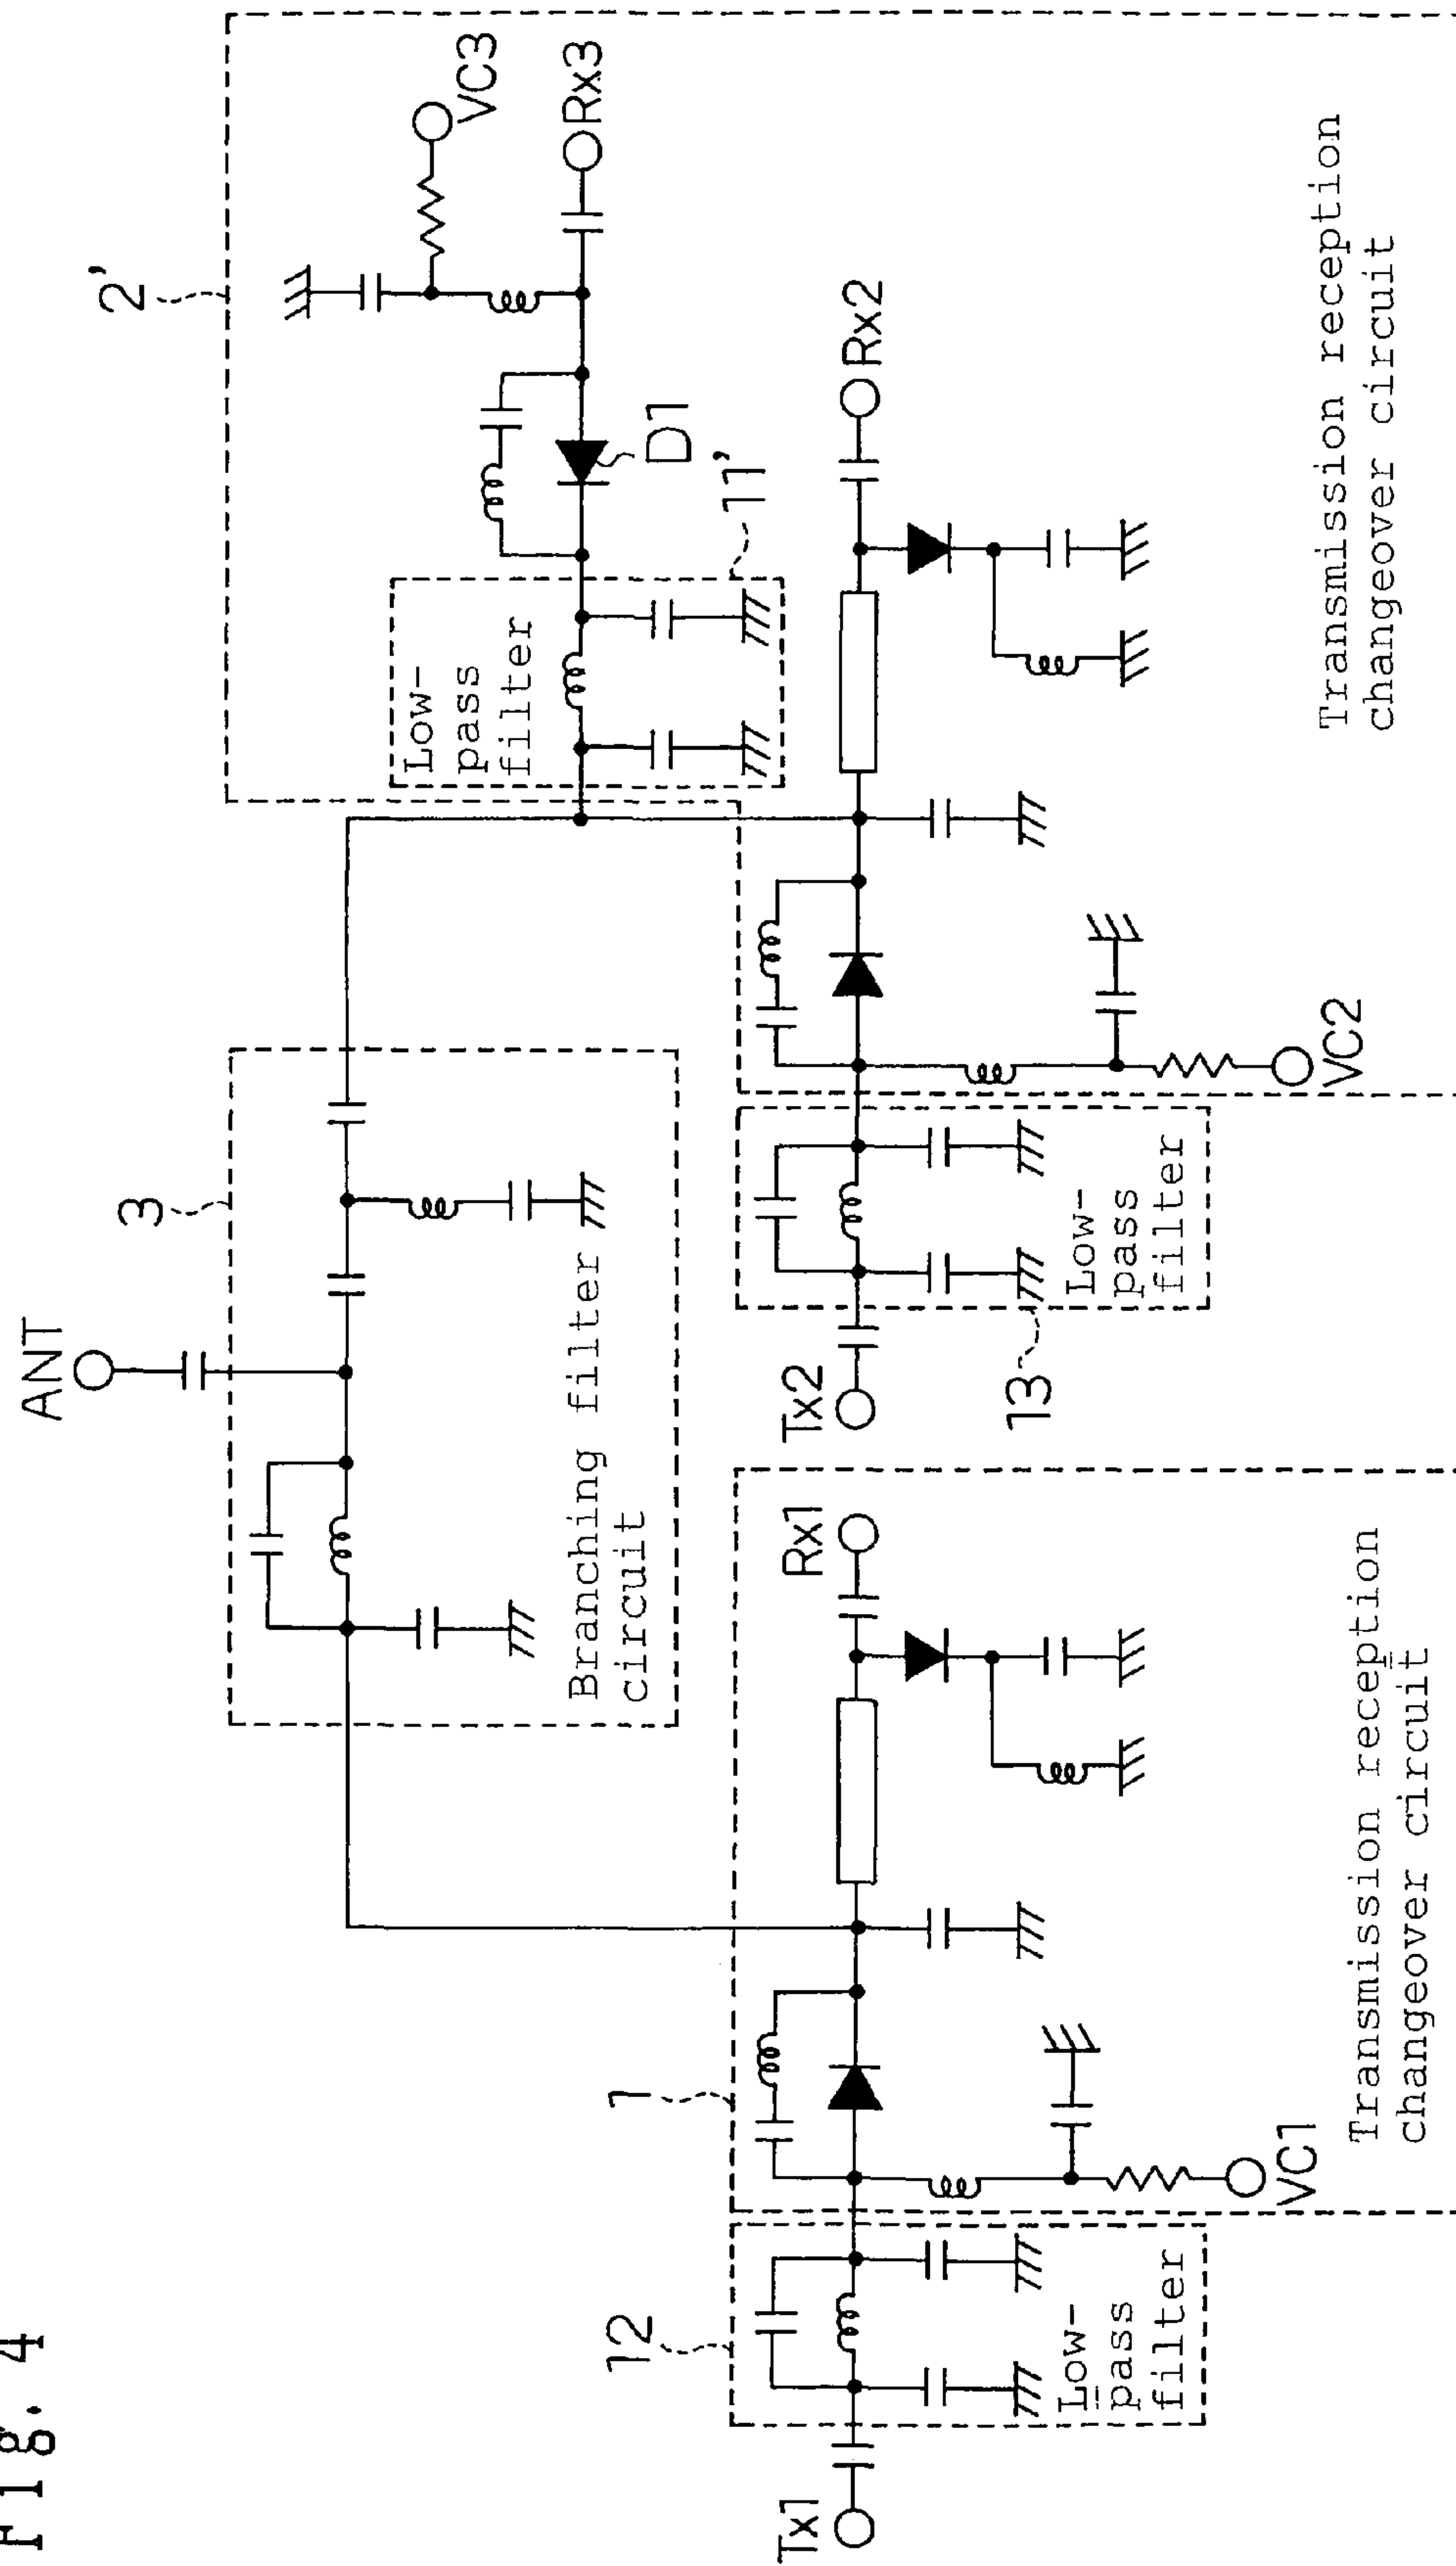 Fig. 4
ANT
3
Branching filter
circuit
2'
VC3
Rx3
D1
11'
Low-
pass
filter
Rx2
Transmission reception
changeover circuit
VC2
Tx2
13
Low-
pass
filter
1
Rx1
Transmission reception
changeover circuit
VC1
12
Low-
pass
filter
Tx1